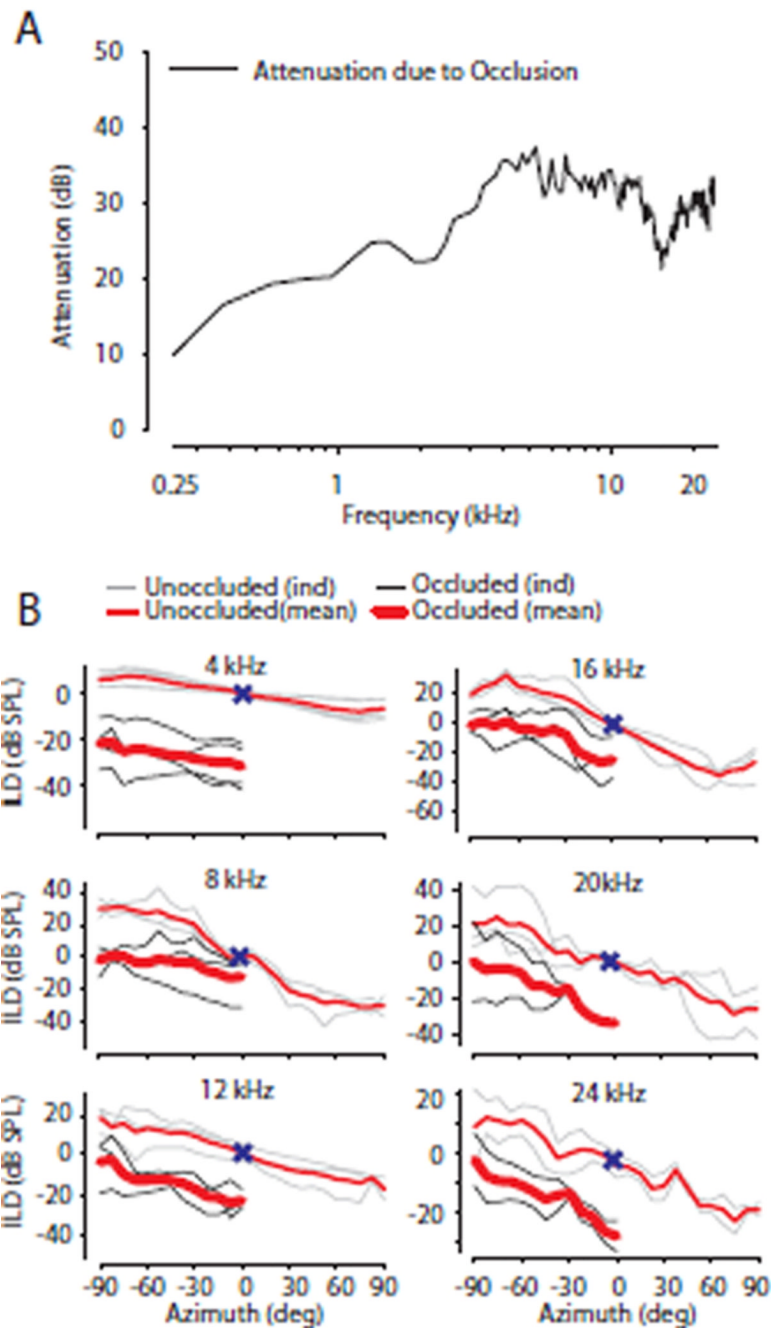 A
50
40
30
20
10
0
Attenuation (dB)
Attenuation due to Occlusion
0.25 1 10 20
Frequency (kHz)
B
Unoccluded (ind) Occluded (ind)
Unoccluded(mean) Occluded (mean)
4 kHz
ILD (dB SPL)
0
-20
-40
16 kHz
20
0
-20
-40
-60
8 kHz
ILD (dB SPL)
40
20
0
-20
-40
20kHz
40
20
0
-20
-40
12 kHz
ILD (dB SPL)
20
0
-20
-40
-90 -60 -30 0 30 60 90
Azimuth (deg)
24 kHz
20
0
-20
-90 -60 -30 0 30 60 90
Azimuth (deg)